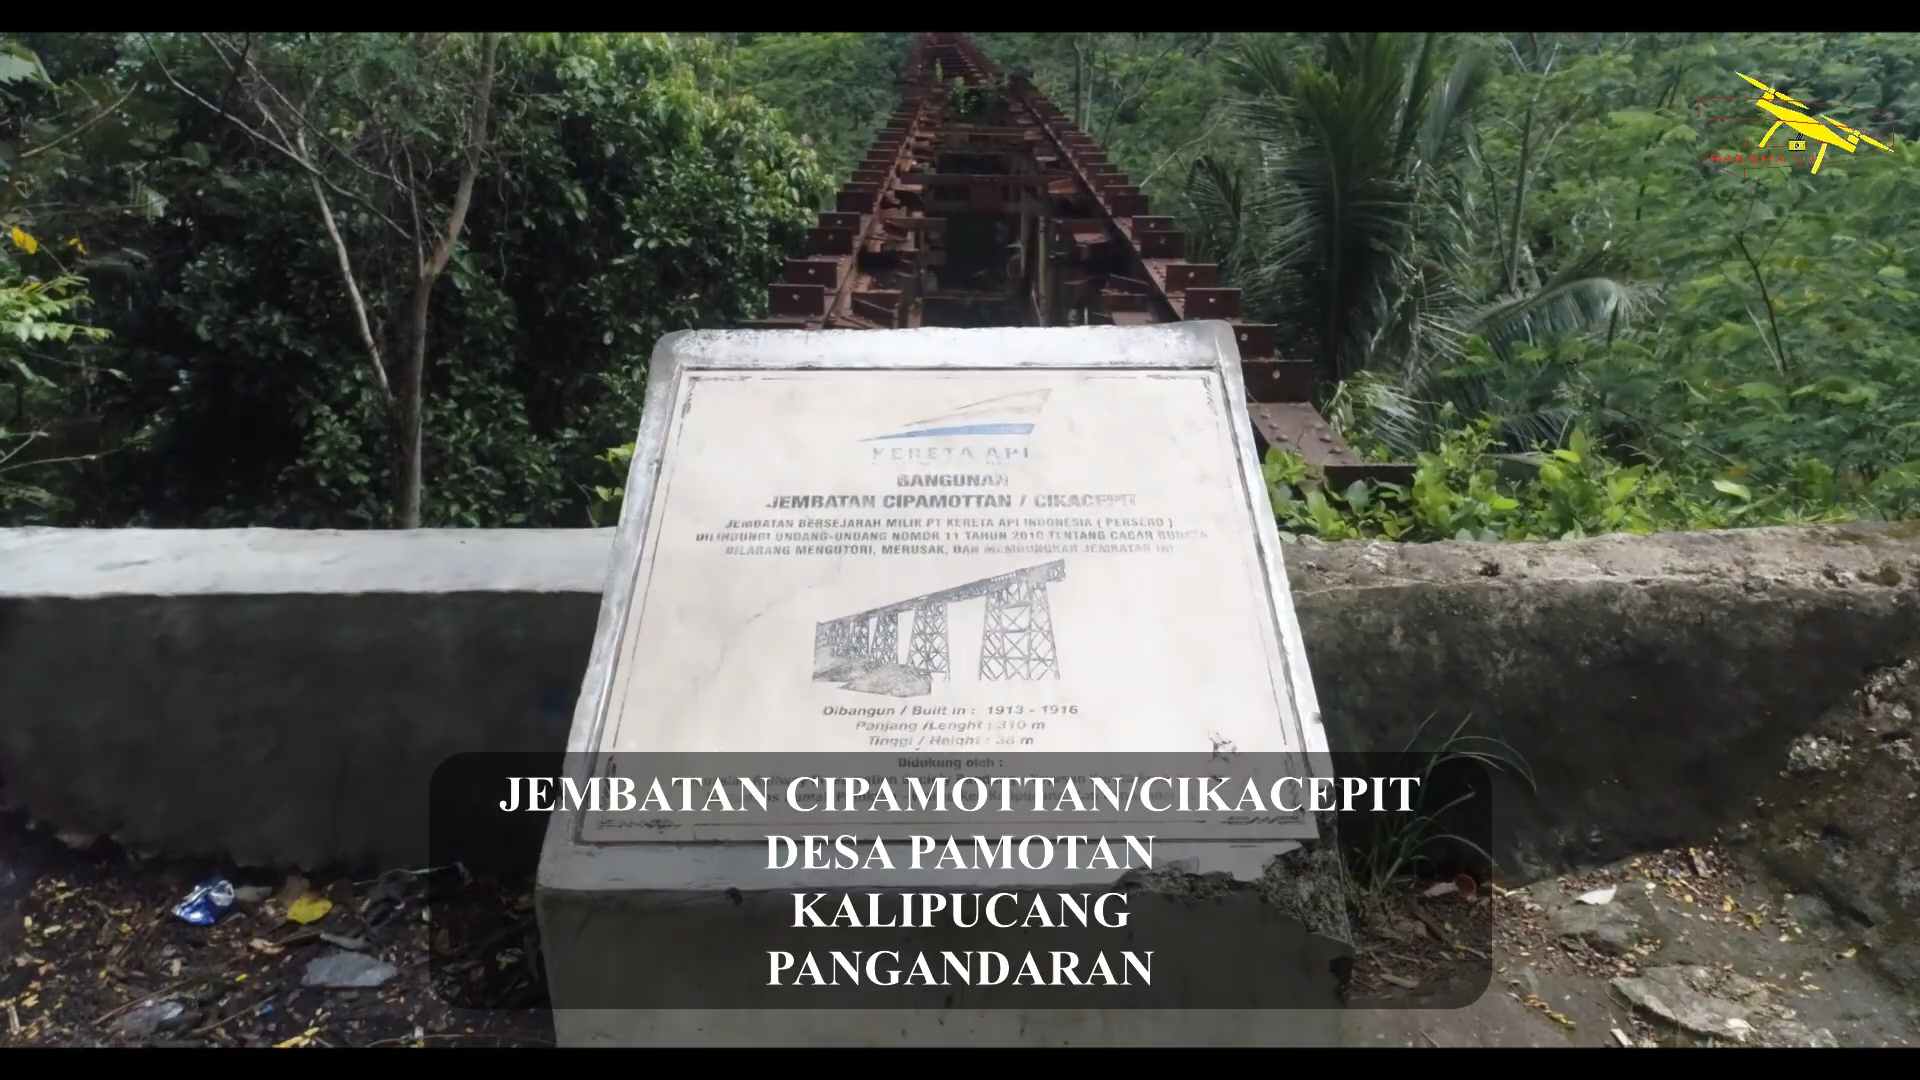 KERETA API
BANGUNAN
JEMBATAN CIPAMOTTAN / CIKACEPIT
JEMBATAN BERSEJARAH MILIK PT KERETA API INDONESIA ( PERSERO )
DILINDUNGI UNDANG-UNDANG NOMOR 11 TAHUN 2010 TENTANG CAGAR BUDAYA
DILARANG MENGOTORI, MERUSAK, DAN MEMBONGKAR JEMBATAN INI
Dibangun / Built in : 1913 - 1916
Panjang /Lenght : 310 m
Tinggi / Height : 38 m
Didukung oleh :
JEMBATAN CIPAMOTTAN/CIKACEPIT
DESA PAMOTAN
KALIPUCANG
PANGANDARAN